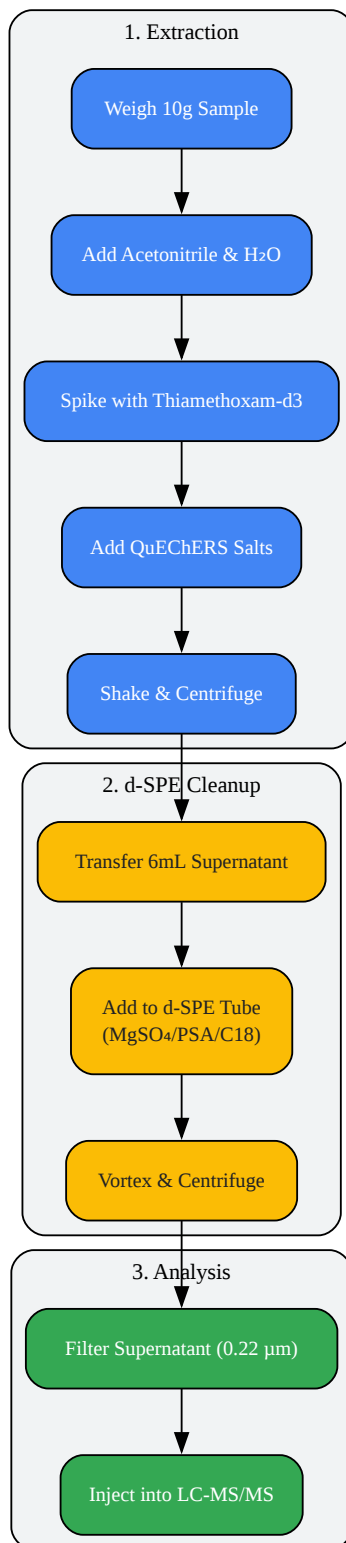 1. Extraction
Weigh 10g Sample
Add Acetonitrile & H₂O
Spike with Thiamethoxam-d3
Add QuEChERS Salts
Shake & Centrifuge
2. d-SPE Cleanup
Transfer 6mL Supernatant
Add to d-SPE Tube
(MgSO₄/PSA/C18)
Vortex & Centrifuge
3. Analysis
Filter Supernatant (0.22 µm)
Inject into LC-MS/MS